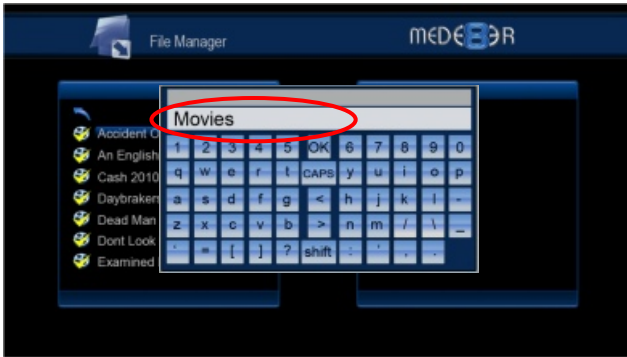 File Manager
MEDE8ER
Movies
1 2 3 4 5 OK 6 7 8 9 0
q w e r t CAPS y u i o p
a s d f g < h j k l -
z x c v b > n m / \ _
' = [ ] ? shift : ' , .
Accident O
An English
Cash 2010
Daybrakers
Dead Man
Dont Look
Examined